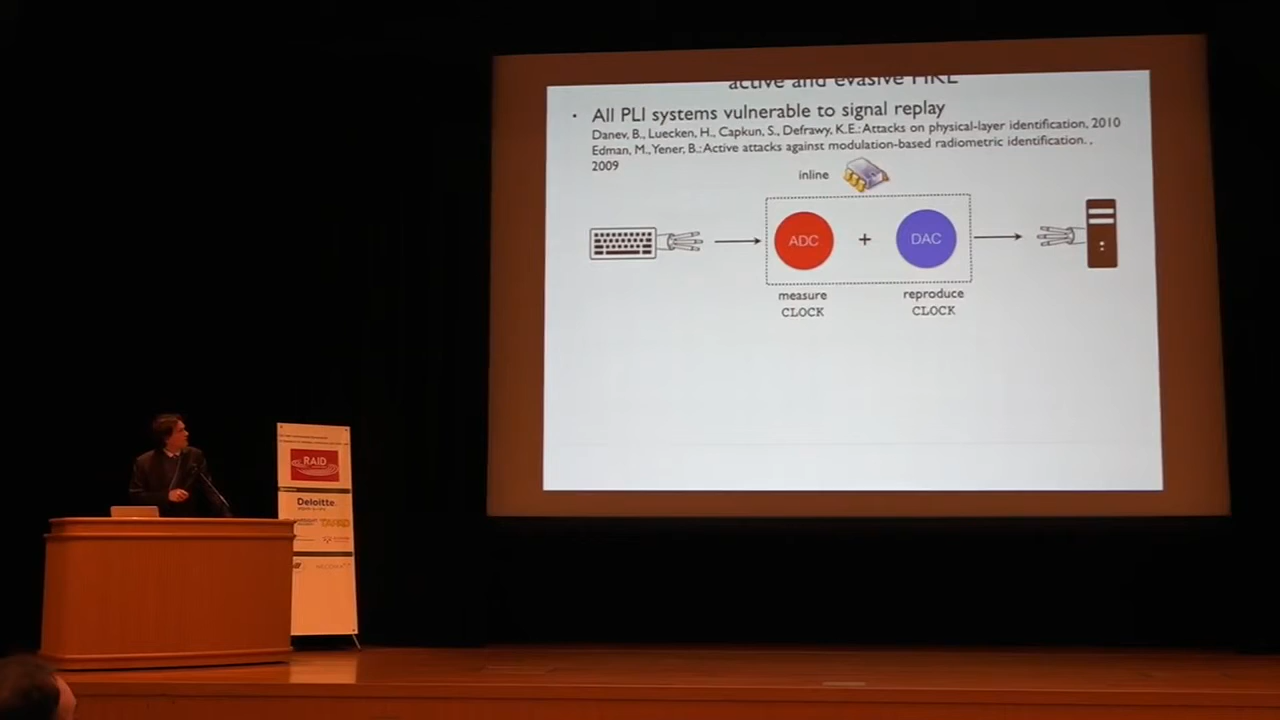 active and evasive HKL
• All PLI systems vulnerable to signal replay
Danev, B., Luecken, H., Capkun, S., Defrawy, K.E.: Attacks on physical-layer identification, 2010
Edman, M., Yener, B.: Active attacks against modulation-based radiometric identification. ,
2009
inline
ADC
+
DAC
measure
CLOCK
reproduce
CLOCK
RAID
Deloitte.